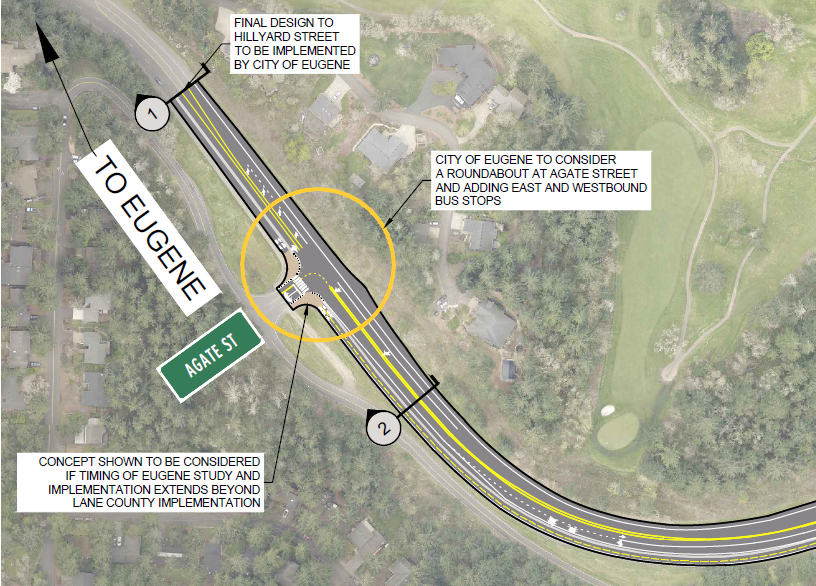 FINAL DESIGN TO
HILLYARD STREET
TO BE IMPLEMENTED
BY CITY OF EUGENE
1
CITY OF EUGENE TO CONSIDER
A ROUNDABOUT AT AGATE STREET
AND ADDING EAST AND WESTBOUND
BUS STOPS
TO EUGENE
AGATE ST
2
CONCEPT SHOWN TO BE CONSIDERED
IF TIMING OF EUGENE STUDY AND
IMPLEMENTATION EXTENDS BEYOND
LANE COUNTY IMPLEMENTATION